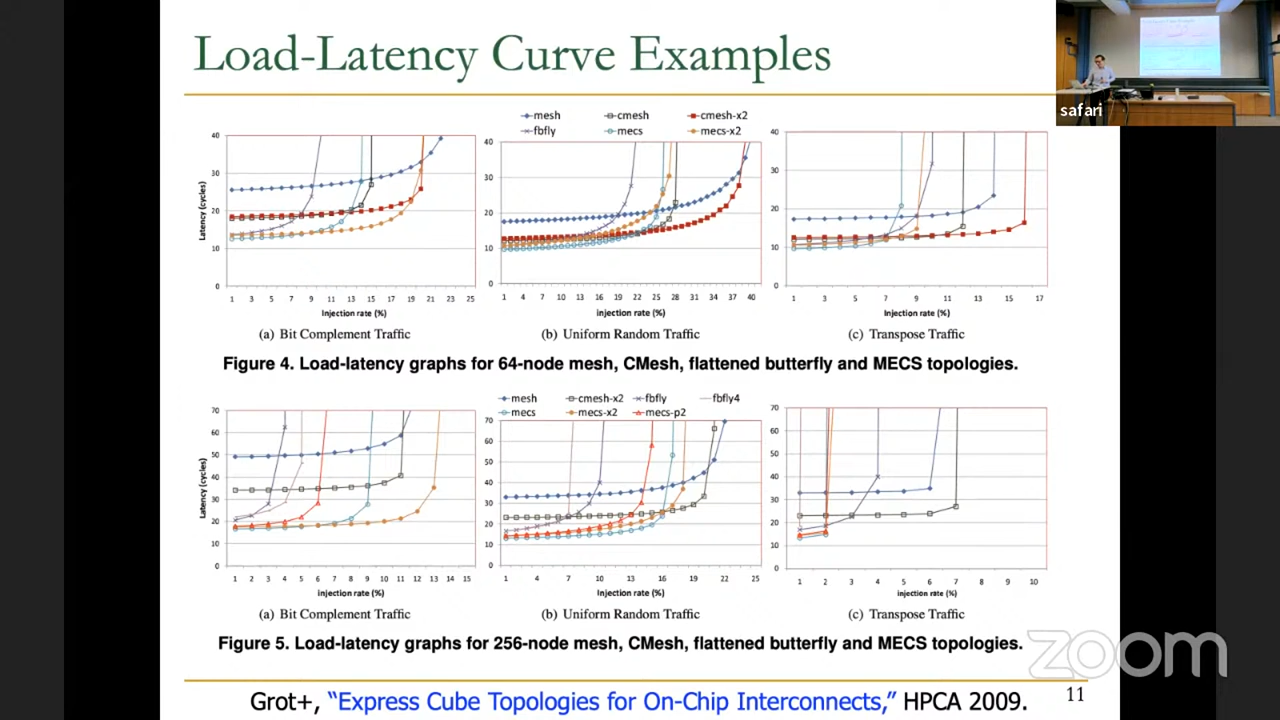 Load-Latency Curve Examples
safari
mesh cmesh cmesh-x2
fbfly mecs mecs-x2
Latency (cycles)
40
30
20
10
0
1 3 5 7 9 11 13 15 17 19 21 23 25
Injection rate (%)
(a) Bit Complement Traffic
40
30
20
10
0
1 4 7 10 13 16 19 22 25 28 31 34 37 40
injection rate (%)
(b) Uniform Random Traffic
40
30
20
10
0
1 3 5 7 9 11 13 15 17
Injection rate (%)
(c) Transpose Traffic
Figure 4. Load-latency graphs for 64-node mesh, CMesh, flattened butterfly and MECS topologies.
mesh cmesh-x2 fbfly fbfly4
mecs mecs-x2 mecs-p2
Latency (cycles)
70
60
50
40
30
20
10
0
1 2 3 4 5 6 7 8 9 10 11 12 13 14 15
injection rate (%)
(a) Bit Complement Traffic
70
60
50
40
30
20
10
0
1 4 7 10 13 16 19 22 25
Injection rate (%)
(b) Uniform Random Traffic
70
60
50
40
30
20
10
0
1 2 3 4 5 6 7 8 9 10
injection rate (%)
(c) Transpose Traffic
Figure 5. Load-latency graphs for 256-node mesh, CMesh, flattened butterfly and MECS topologies.
zoom
Grot+, “Express Cube Topologies for On-Chip Interconnects,” HPCA 2009.
11